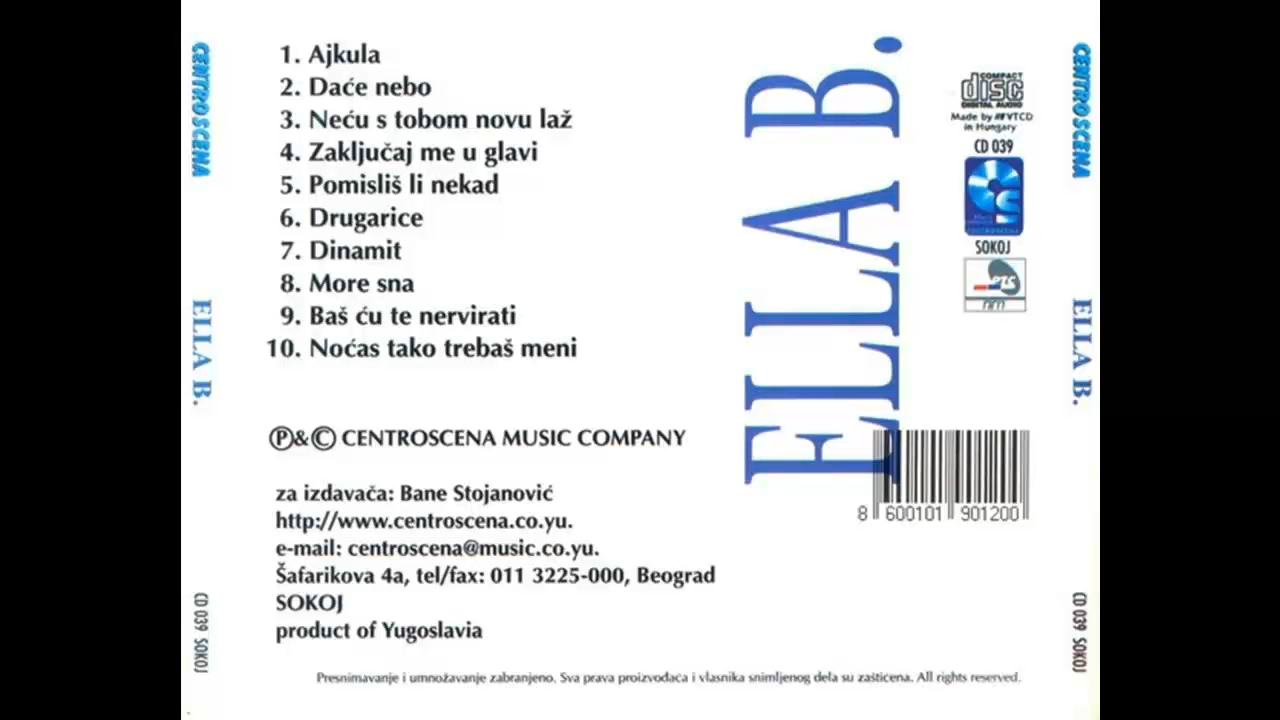 CENTROSCENA
ELLA B.
CD 039 SOKOJ
1. Ajkula
2. Daće nebo
3. Neću s tobom novu laž
4. Zaključaj me u glavi
5. Pomisliš li nekad
6. Drugarice
7. Dinamit
8. More sna
9. Baš ću te nervirati
10. Noćas tako trebaš meni
Ⓟ&© CENTROSCENA MUSIC COMPANY
za izdavača: Bane Stojanović
http://www.centroscena.co.yu.
e-mail: centroscena@music.co.yu.
Šafarikova 4a, tel/fax: 011 3225-000, Beograd
SOKOJ
product of Yugoslavia
Presnimavanje i umnožavanje zabranjeno. Sva prava proizvođaca i vlasnika snimljenog dela su zašticena. All rights reserved.
ELLA B.
COMPACT
disc
DIGITAL AUDIO
Made by
in Hungary
CD 039
SOKOJ
8 600101 901200
CENTROSCENA
ELLA B.
CD 039 SOKOJ